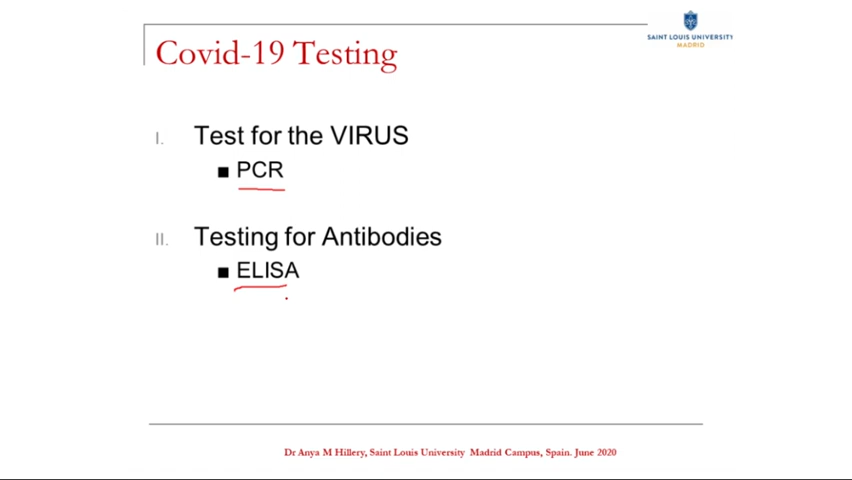 SAINT LOUIS UNIVERSITY
MADRID
Covid-19 Testing
I. Test for the VIRUS
■ PCR
II. Testing for Antibodies
■ ELISA
Dr Anya M Hillery, Saint Louis University Madrid Campus, Spain. June 2020